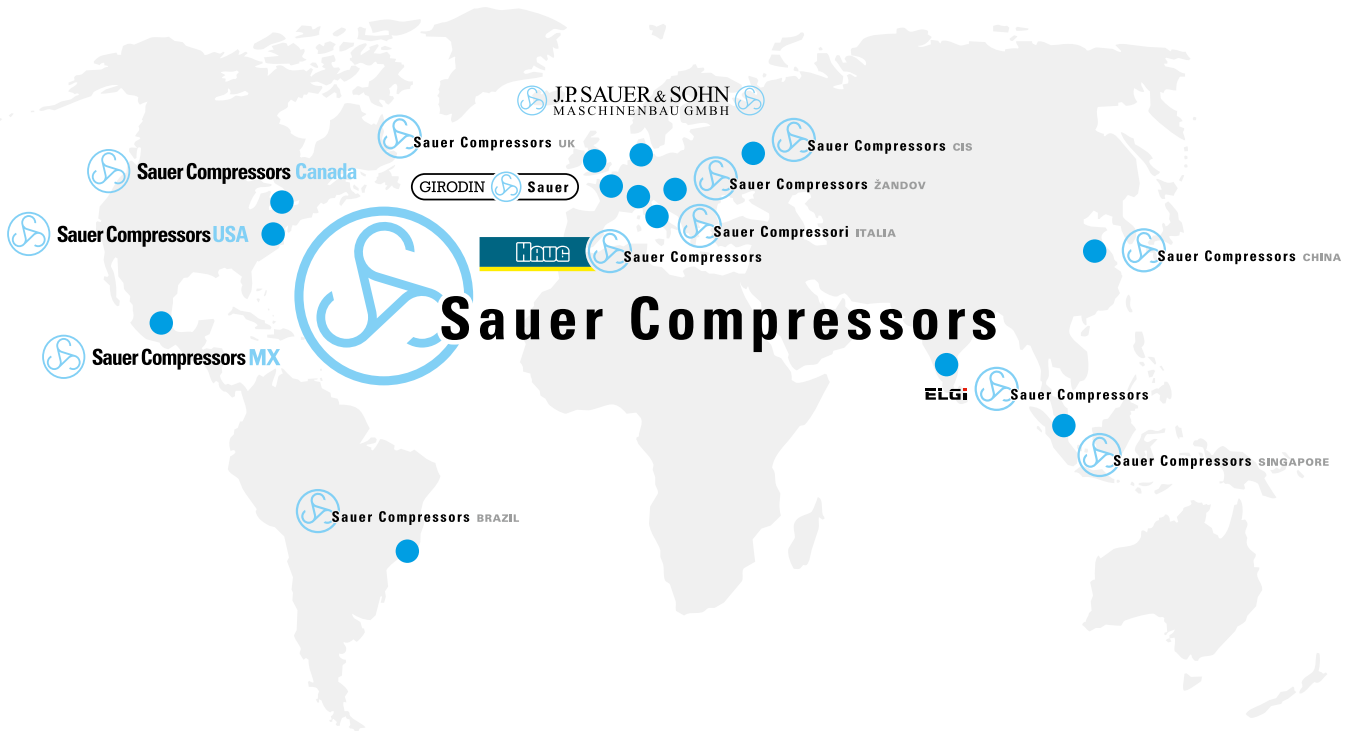 J.P. SAUER & SOHN
MASCHINENBAU GMBH
Sauer Compressors UK
Sauer Compressors CIS
Sauer Compressors Canada
GIRODIN Sauer
Sauer Compressors ŽANDOV
Sauer Compressors USA
Sauer Compressori ITALIA
HAUG Sauer Compressors
Sauer Compressors CHINA
Sauer Compressors
Sauer Compressors MX
ELGi Sauer Compressors
Sauer Compressors SINGAPORE
Sauer Compressors BRAZIL